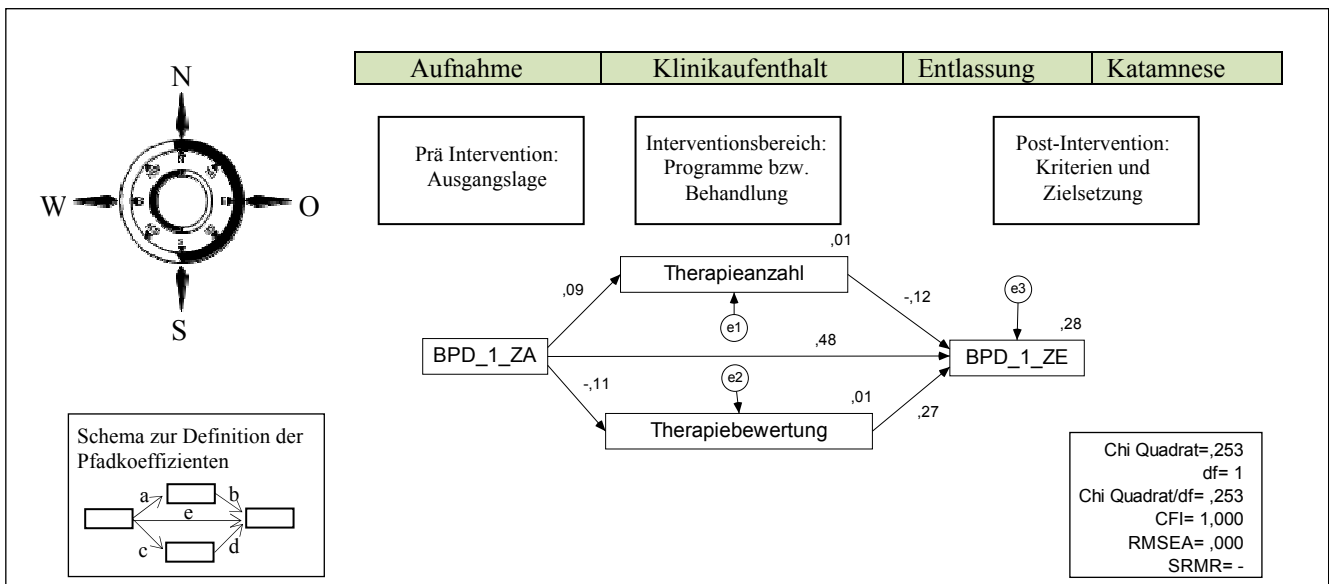 Aufnahme Klinikaufenthalt Entlassung Katamnese
N
W O
S
Prä Intervention:
Ausgangslage
Interventionsbereich:
Programme bzw.
Behandlung
Post-Intervention:
Kriterien und
Zielsetzung
,01
Therapieanzahl
e1
,09
-,12
e3
,28
BPD_1_ZA
,48
BPD_1_ZE
-,11
e2
,01
,27
Therapiebewertung
Schema zur Definition der
Pfadkoeffizienten
a b
e
c d
Chi Quadrat=,253
df= 1
Chi Quadrat/df= ,253
CFI= 1,000
RMSEA= ,000
SRMR= -